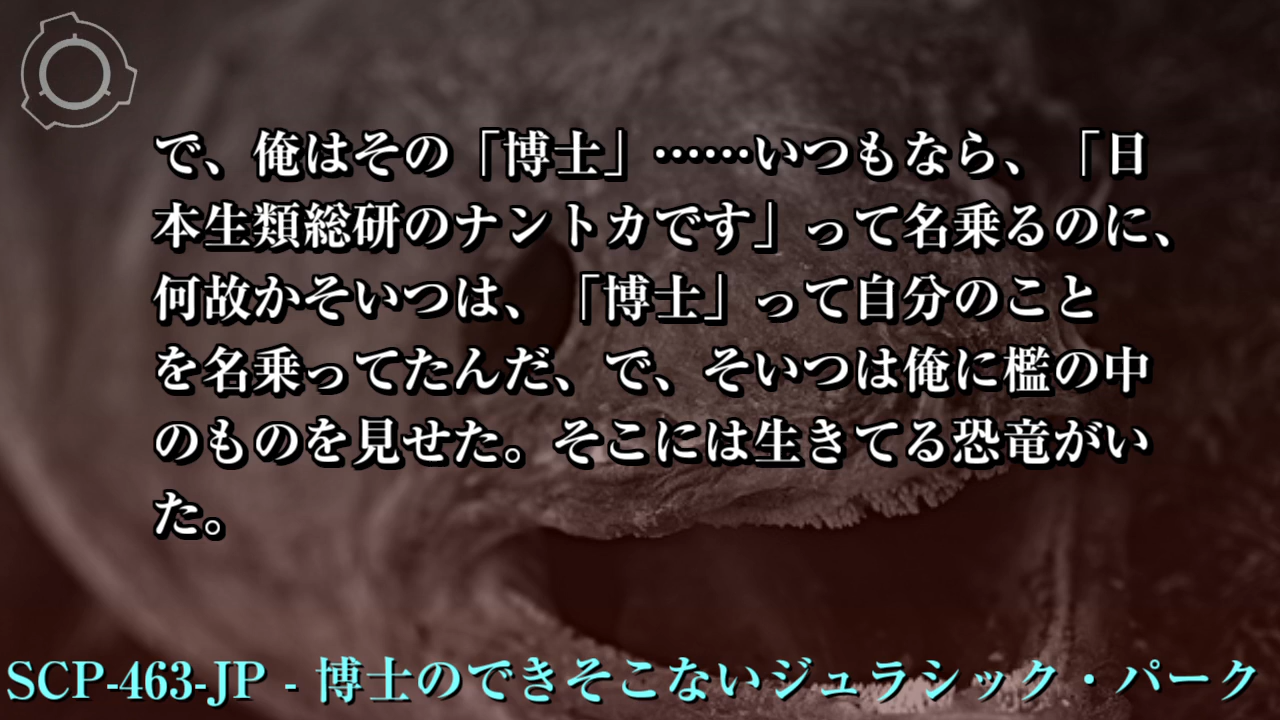 で、俺はその「博士」……いつもなら、「日
本生類総研のナントカです」って名乗るのに、
何故かそいつは、「博士」って自分のこと
を名乗ってたんだ、で、そいつは俺に檻の中
のものを見せた。そこには生きてる恐竜がい
た。
SCP-463-JP - 博士のできそこないジュラシック・パーク